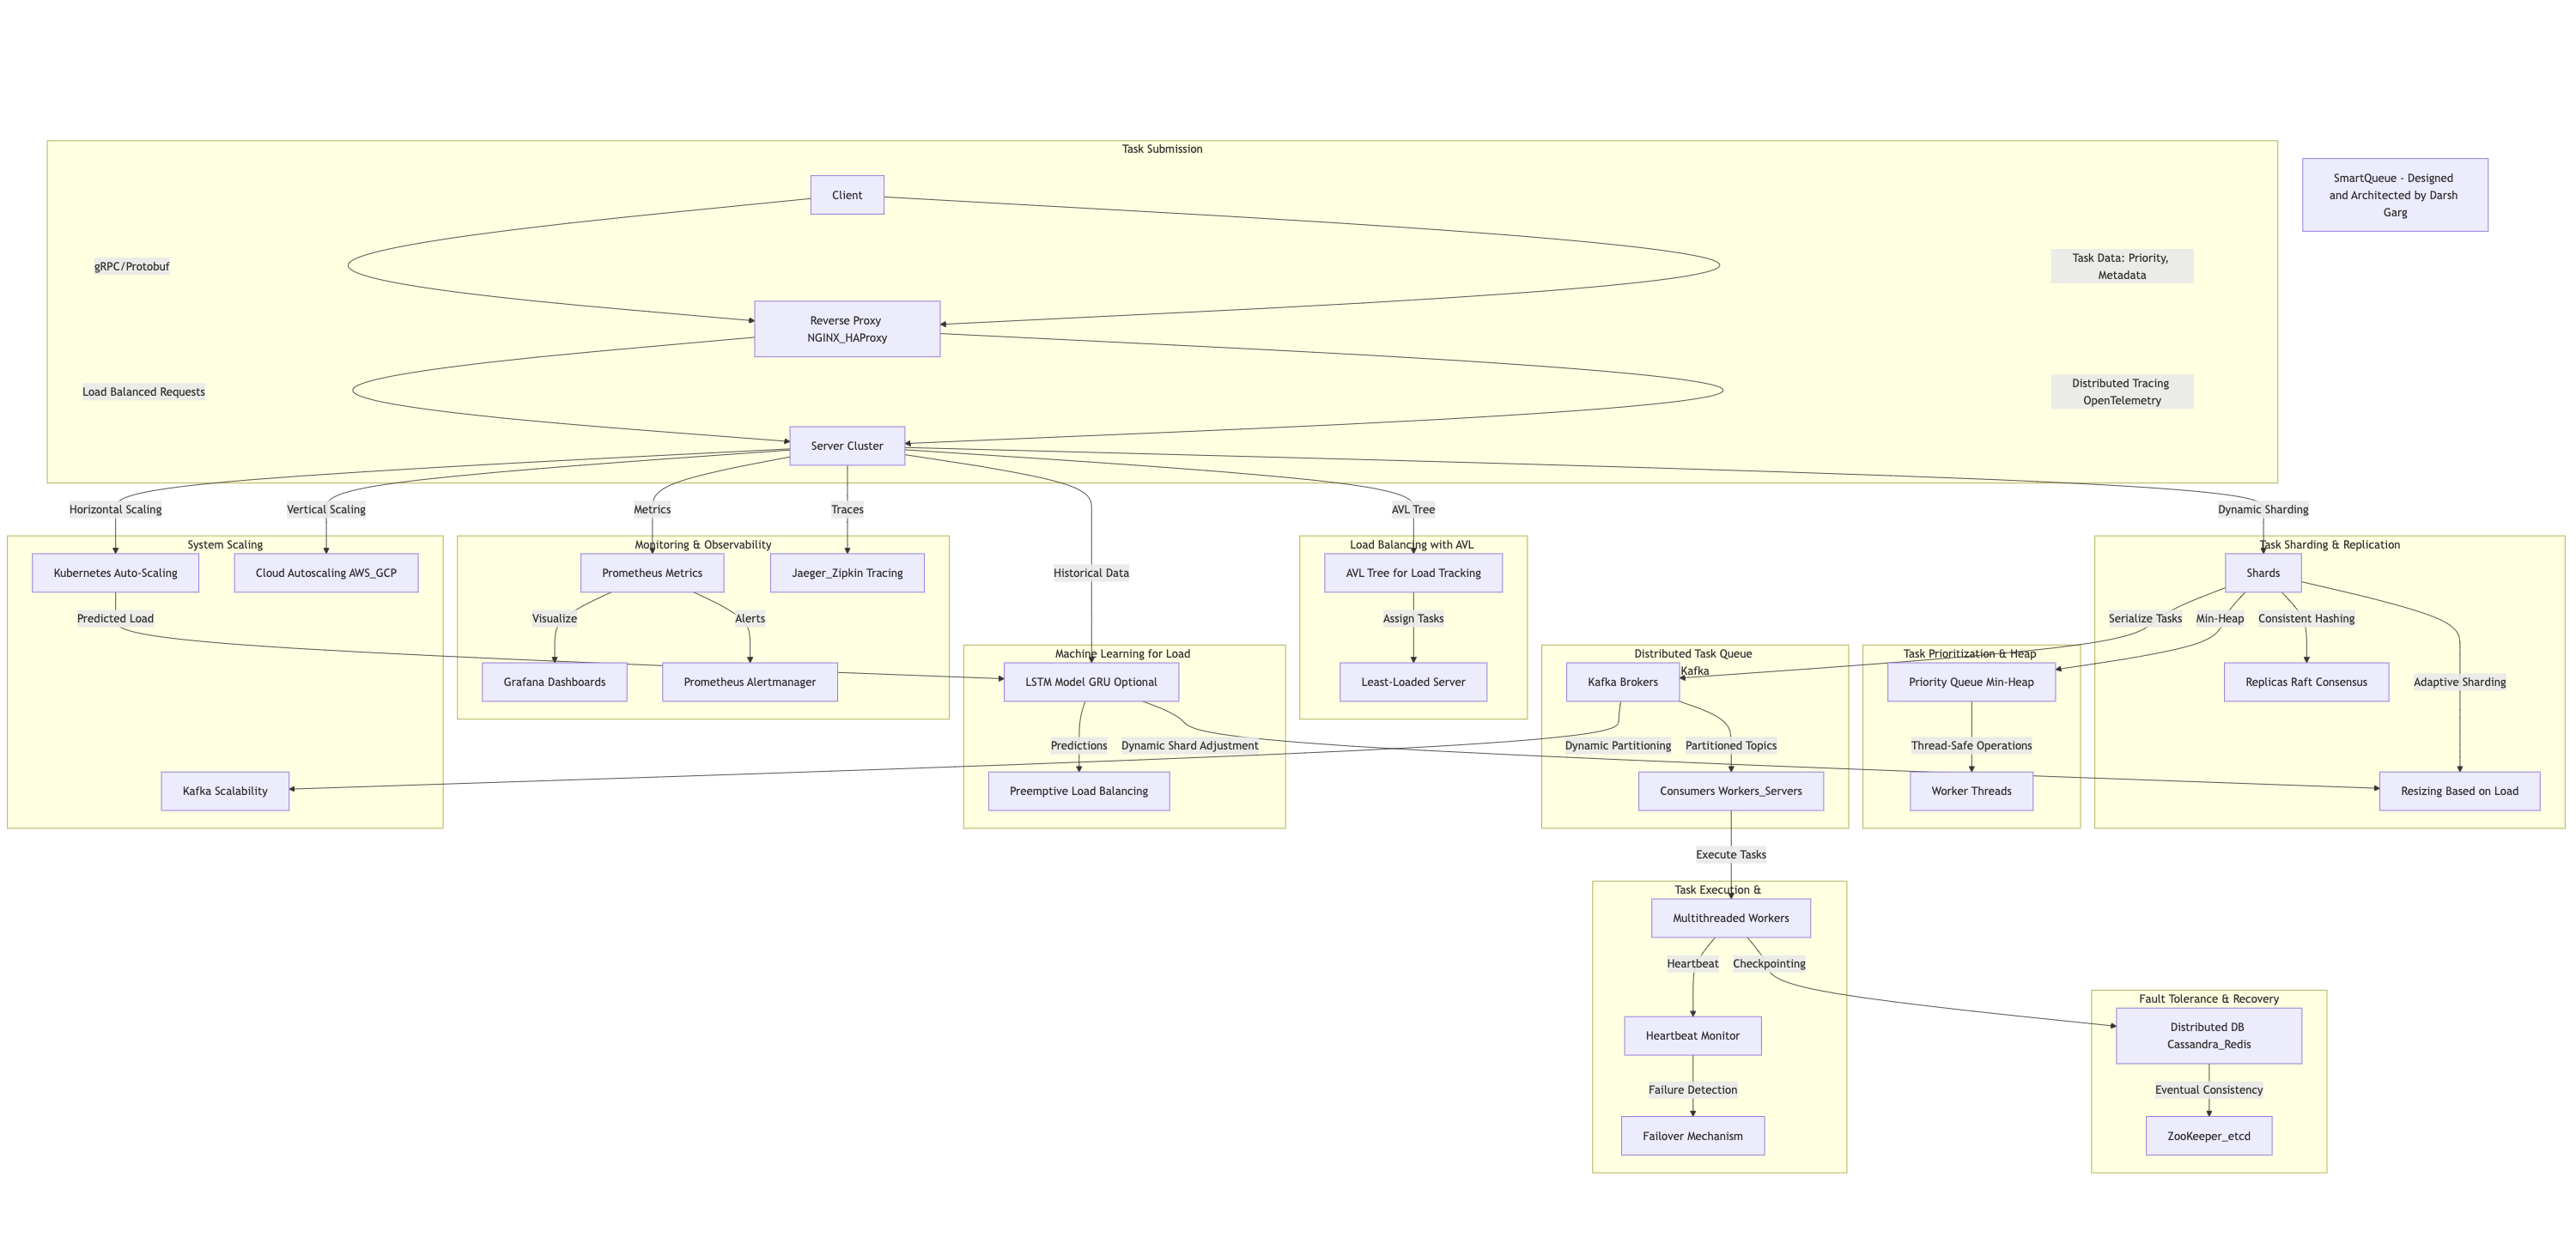 Task Submission
SmartQueue - Designed
and Architected by Darsh
Garg
Client
gRPC/Protobuf
Task Data: Priority,
Metadata
Reverse Proxy
NGINX_HAProxy
Load Balanced Requests
Distributed Tracing
OpenTelemetry
Server Cluster
Horizontal Scaling
Vertical Scaling
Metrics
Traces
Historical Data
AVL Tree
Dynamic Sharding
System Scaling
Kubernetes Auto-Scaling
Cloud Autoscaling AWS_GCP
Predicted Load
Kafka Scalability
Monitoring & Observability
Prometheus Metrics
Jaeger_Zipkin Tracing
Visualize
Alerts
Grafana Dashboards
Prometheus Alertmanager
Machine Learning for Load
LSTM Model GRU Optional
Predictions
Dynamic Shard Adjustment
Preemptive Load Balancing
Load Balancing with AVL
AVL Tree for Load Tracking
Assign Tasks
Least-Loaded Server
Distributed Task Queue
Kafka
Kafka Brokers
Dynamic Partitioning
Partitioned Topics
Consumers Workers_Servers
Task Prioritization & Heap
Priority Queue Min-Heap
Thread-Safe Operations
Worker Threads
Task Sharding & Replication
Shards
Serialize Tasks
Min-Heap
Consistent Hashing
Replicas Raft Consensus
Adaptive Sharding
Resizing Based on Load
Execute Tasks
Task Execution &
Multithreaded Workers
Heartbeat
Checkpointing
Heartbeat Monitor
Failure Detection
Failover Mechanism
Fault Tolerance & Recovery
Distributed DB
Cassandra_Redis
Eventual Consistency
ZooKeeper_etcd